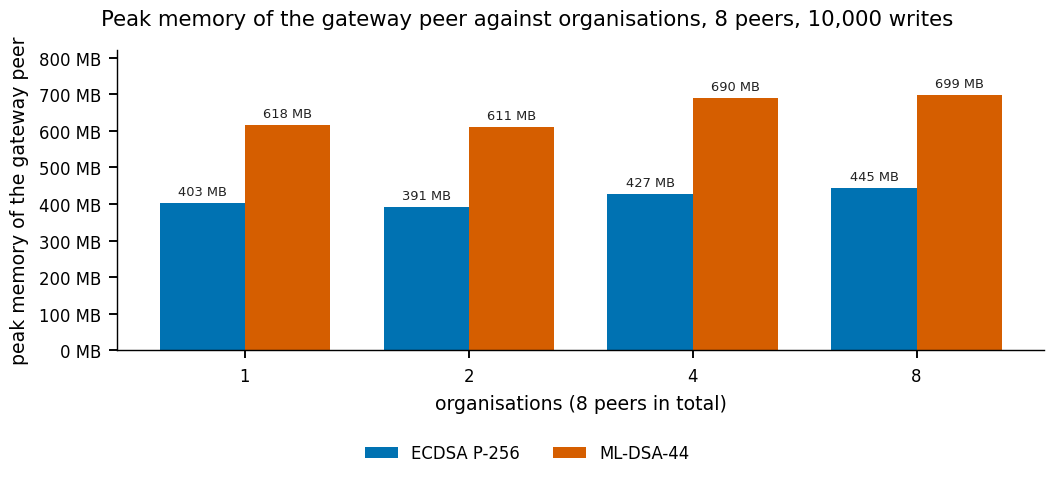 Peak memory of the gateway peer against organisations, 8 peers, 10,000 writes
peak memory of the gateway peer
800 MB
700 MB
600 MB
500 MB
400 MB
300 MB
200 MB
100 MB
0 MB
403 MB
618 MB
391 MB
611 MB
427 MB
690 MB
445 MB
699 MB
1
2
4
8
organisations (8 peers in total)
ECDSA P-256
ML-DSA-44